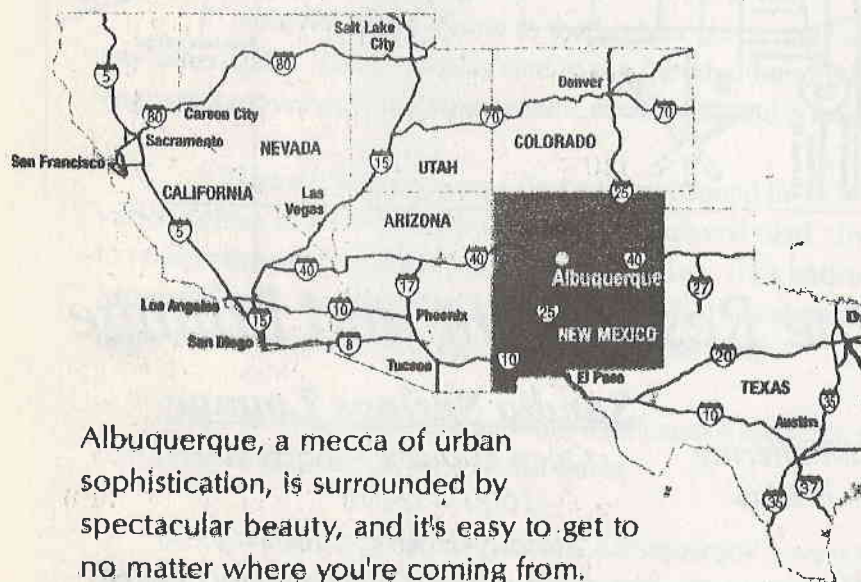 Salt Lake
City
80
5
Denver
80
Carson City
70
70
Sacramento
NEVADA
COLORADO
San Francisco
15
UTAH
CALIFORNIA
25
Las
Vegas
ARIZONA
5
40
40
40
Albuquerque
17
27
Los Angeles
10
25
15
Phoenix
San Diego
8
NEW MEXICO
20
10
Tucson
El Paso
TEXAS
35
10
Austin
37
35
Albuquerque, a mecca of urban
sophistication, is surrounded by
spectacular beauty, and it's easy to get to
no matter where you're coming from.